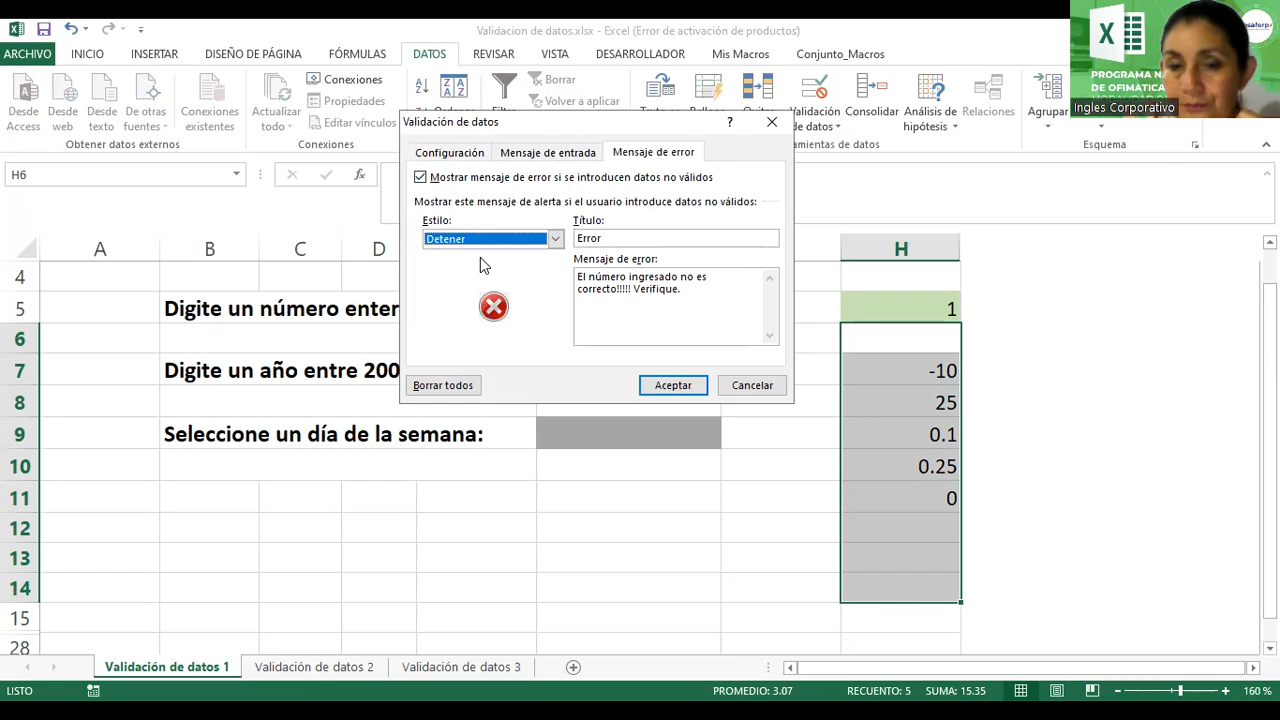 Validacion de datos.xlsx - Excel (Error de activación de productos)
ARCHIVO INICIO INSERTAR DISEÑO DE PÁGINA FÓRMULAS DATOS REVISAR VISTA DESARROLLADOR Mis Macros Conjunto_Macros
PROGRAMA NA
DE OFIMATICA
Ingles Corporativo
Desde Access
Desde web
Desde texto
De otras fuentes
Conexiones existentes
Actualizar todo
Conexiones
Propiedades
Editar vínculos
Borrar
Volver a aplicar
Validación de datos
Consolidar
Análisis de hipótesis
Relaciones
Agrupar
Obtener datos externos
Conexiones
Esquema
H6
fx
Validación de datos
?
Configuración Mensaje de entrada Mensaje de error
Mostrar mensaje de error si se introducen datos no válidos
Mostrar este mensaje de alerta si el usuario introduce datos no válidos:
Estilo: Título:
Detener Error
Mensaje de error:
El número ingresado no es
correcto!!!!! Verifique.
Borrar todos Aceptar Cancelar
A B C D H
4
5 Digite un número enter 1
6
7 Digite un año entre 200 -10
8 25
9 Seleccione un día de la semana: 0.1
10 0.25
11 0
12
13
14
15
28
Validación de datos 1 Validación de datos 2 Validación de datos 3
LISTO PROMEDIO: 3.07 RECUENTO: 5 SUMA: 15.35 160 %